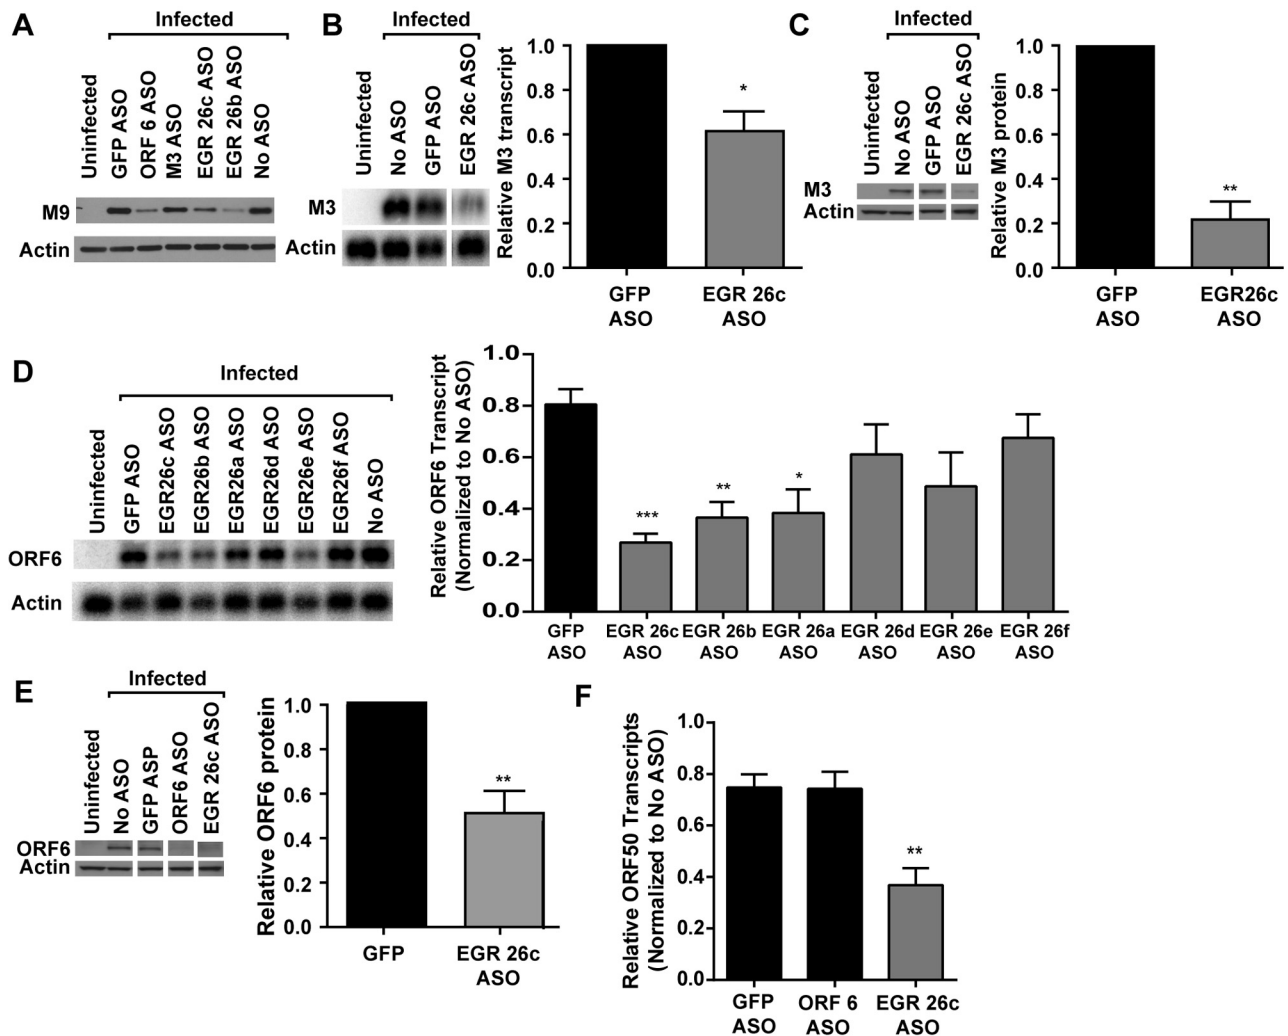 A
Infected
Uninfected
GFP ASO
ORF 6 ASO
M3 ASO
EGR 26c ASO
EGR 26b ASO
No ASO
M9
Actin
B
Infected
Uninfected
No ASO
GFP ASO
EGR 26c ASO
M3
Actin
Relative M3 transcript
1.0
0.8
0.6
0.4
0.2
0.0
*
GFP
ASO
EGR 26c
ASO
C
Infected
Uninfected
No ASO
GFP ASO
EGR 26c ASO
M3
Actin
Relative M3 protein
1.0
0.8
0.6
0.4
0.2
0.0
**
GFP
ASO
EGR26c
ASO
D
Infected
Uninfected
GFP ASO
EGR26c ASO
EGR26b ASO
EGR26a ASO
EGR26d ASO
EGR26e ASO
EGR26f ASO
No ASO
ORF6
Actin
Relative ORF6 Transcript
(Normalized to No ASO)
1.0
0.8
0.6
0.4
0.2
0.0
***
**
*
GFP
ASO
EGR 26c
ASO
EGR 26b
ASO
EGR 26a
ASO
EGR 26d
ASO
EGR 26e
ASO
EGR 26f
ASO
E
Infected
Uninfected
No ASO
GFP ASP
ORF6 ASO
EGR 26c ASO
ORF6
Actin
Relative ORF6 protein
1.0
0.8
0.6
0.4
0.2
0.0
**
GFP
EGR 26c
ASO
F
Relative ORF50 Transcripts
(Normalized to No ASO)
1.0
0.8
0.6
0.4
0.2
0.0
**
GFP
ASO
ORF 6
ASO
EGR 26c
ASO